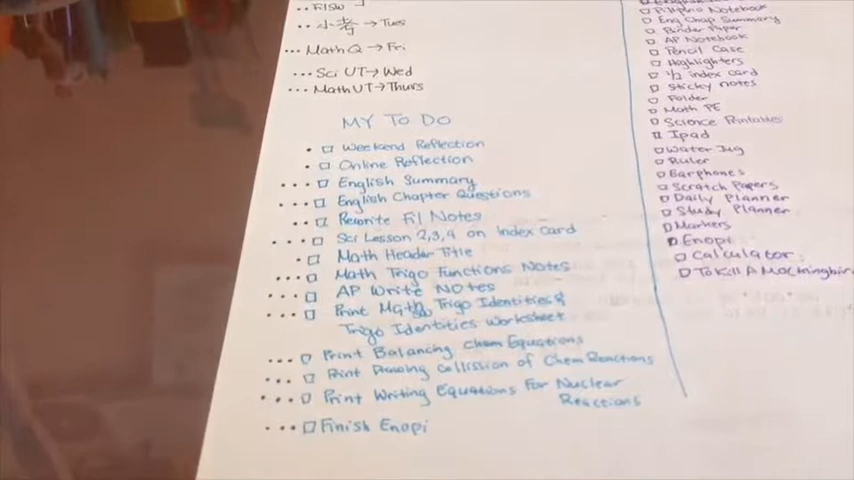 小考 → Tues
Math Q → Fri
Sci UT → Wed
Math UT → Thurs
MY TO DO
Weekend Reflection
Online Reflection
English Summary
English Chapter Questions
Rewrite Fil Notes
Sci Lesson 2,3,4 on Index Card
Math Header Title
Math Trigo Functions Notes
AP Write Notes
Print Math Trigo Identities &
Trigo Identities Worksheet
Print Balancing Chem Equations
Print Drawing Collission of Chem Reactions
Print Writing Equations For Nuclear
Reactions
Finish Enopi
Filipino Notebook
Eng Chap Summary
Binder Paper
AP Notebook
Pencil Case
Highlighters
1/2 index card
Sticky notes
Folder
Math PE
Science Printables
Ipad
Water Jug
Ruler
Earphones
Scratch Papers
Daily Planner
Study Planner
Markers
Enopi
Calculator
To Kill A Mockingbird